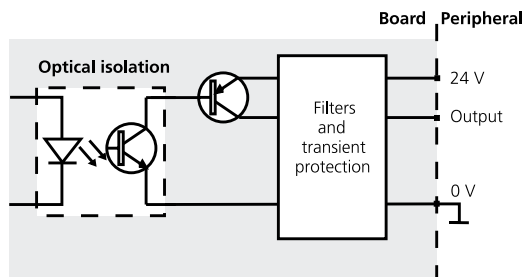 Board Peripheral
Optical isolation
24 V
Output
Filters
and
transient
protection
0 V